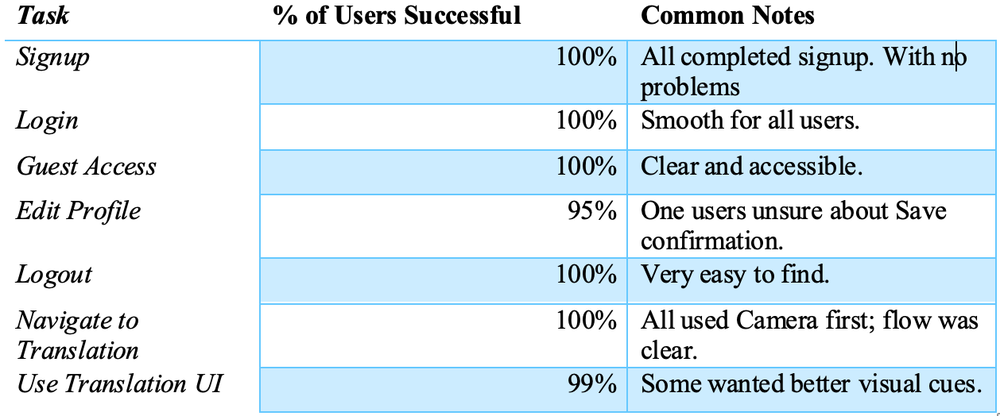 Task % of Users Successful Common Notes
Signup 100% All completed signup. With no
problems
Login 100% Smooth for all users.
Guest Access 100% Clear and accessible.
Edit Profile 95% One users unsure about Save
confirmation.
Logout 100% Very easy to find.
Navigate to 100% All used Camera first; flow was
Translation clear.
Use Translation UI 99% Some wanted better visual cues.